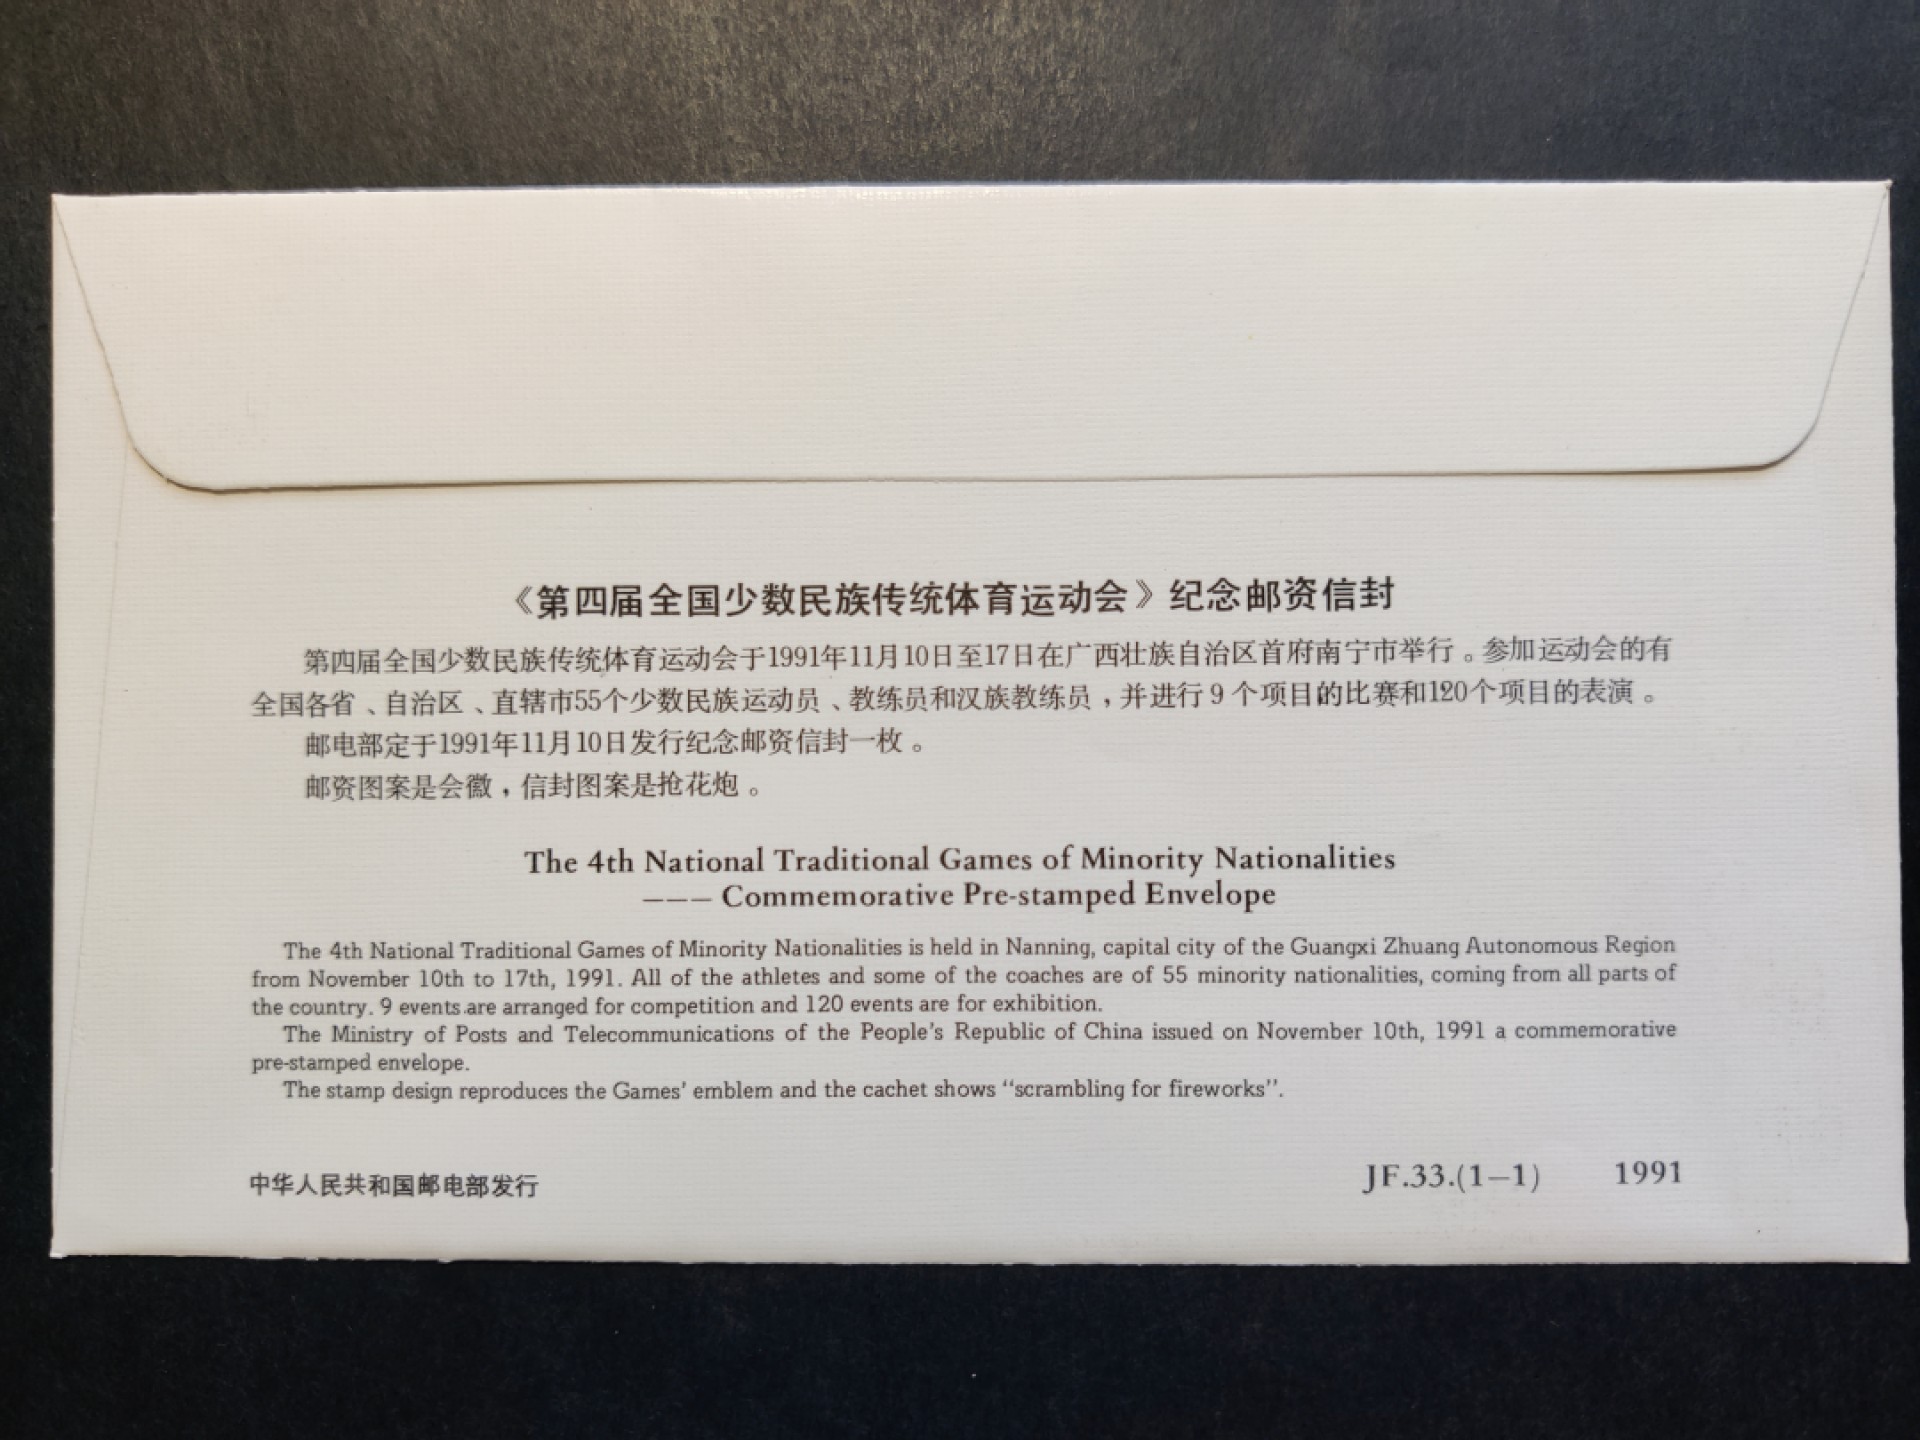 《第四届全国少数民族传统体育运动会》纪念邮资信封
第四届全国少数民族传统体育运动会于1991年11月10日至17日在广西壮族自治区首府南宁市举行。参加运动会的有
全国各省、自治区、直辖市55个少数民族运动员、教练员和汉族教练员，并进行9个项目的比赛和120个项目的表演。
邮电部定于1991年11月10日发行纪念邮资信封一枚。
邮资图案是会徽，信封图案是抢花炮。
The 4th National Traditional Games of Minority Nationalities
——— Commemorative Pre-stamped Envelope
The 4th National Traditional Games of Minority Nationalities is held in Nanning, capital city of the Guangxi Zhuang Autonomous Region
from November 10th to 17th, 1991. All of the athletes and some of the coaches are of 55 minority nationalities, coming from all parts of
the country. 9 events are arranged for competition and 120 events are for exhibition.
The Ministry of Posts and Telecommunications of the People's Republic of China issued on November 10th, 1991 a commemorative
pre-stamped envelope.
The stamp design reproduces the Games' emblem and the cachet shows "scrambling for fireworks".
中华人民共和国邮电部发行
JF.33.(1—1) 1991